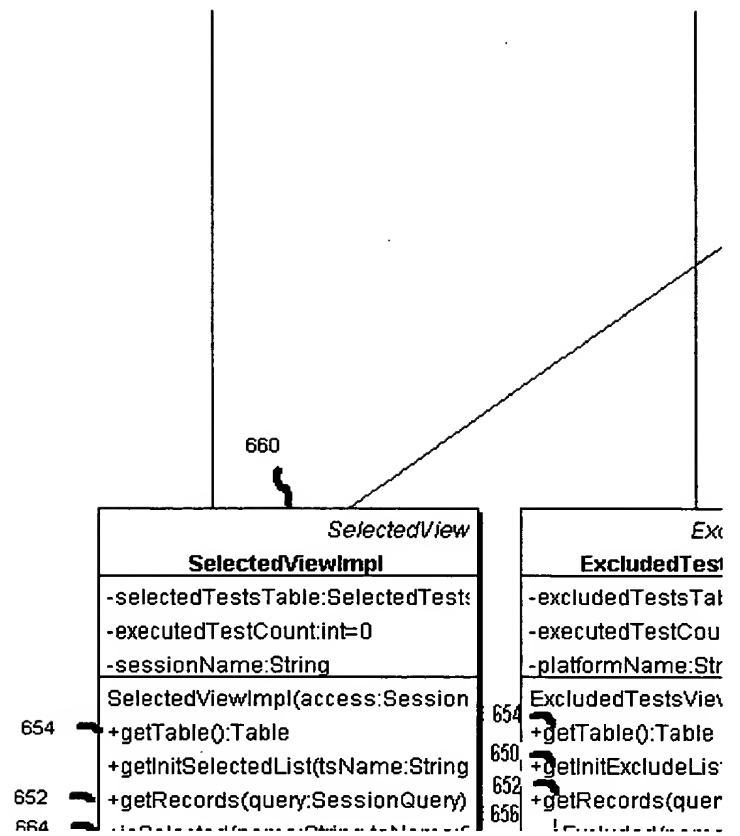 660
SelectedView
SelectedViewImpl
-selectedTestsTable:SelectedTests
-executedTestCount:int=0
-sessionName:String
SelectedViewImpl(access:Session
654
+getTable():Table
+getInitSelectedList(tsName:String
652
+getRecords(query:SessionQuery)
664
Exc
ExcludedTest
-excludedTestsTab
-executedTestCou
-platformName:Str
ExcludedTestsView
654
+getTable():Table
650
+getInitExcludeList
652
+getRecords(quer
656